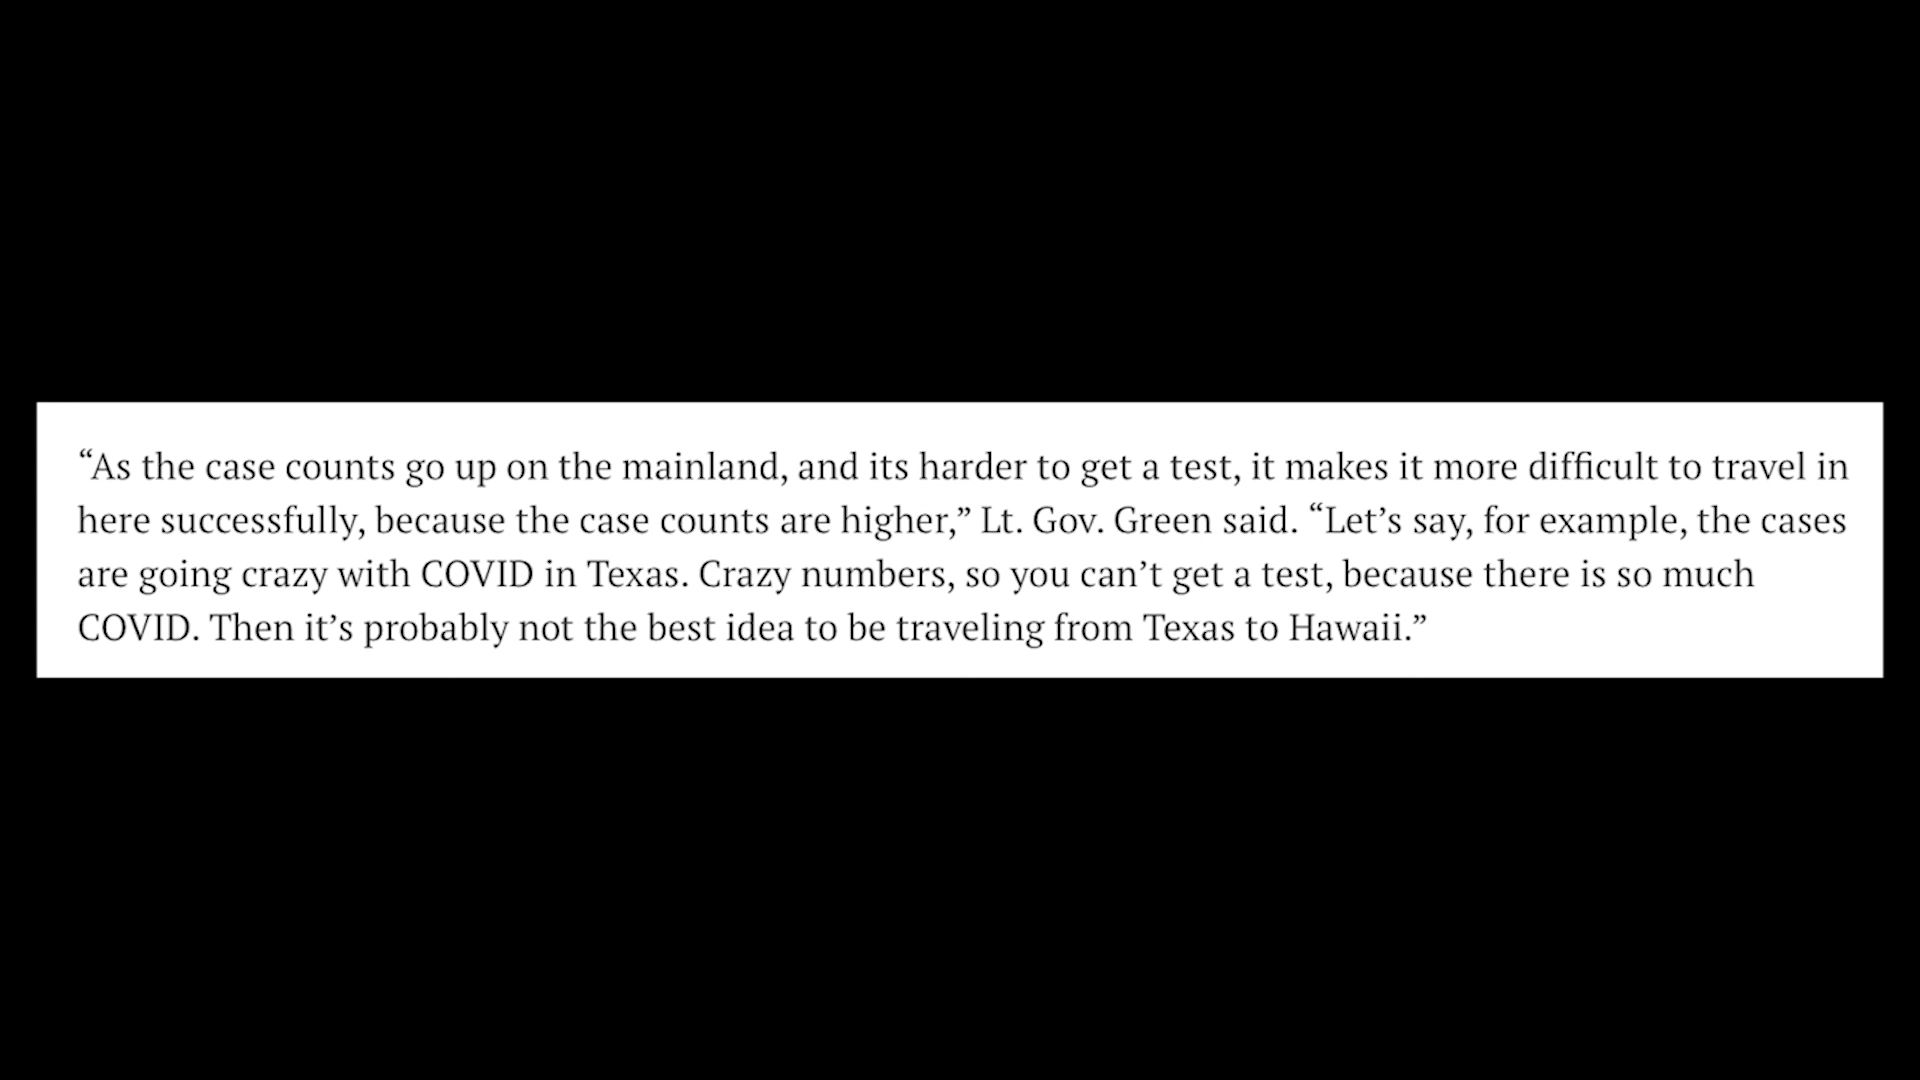 “As the case counts go up on the mainland, and its harder to get a test, it makes it more difficult to travel in
here successfully, because the case counts are higher,” Lt. Gov. Green said. “Let’s say, for example, the cases
are going crazy with COVID in Texas. Crazy numbers, so you can’t get a test, because there is so much
COVID. Then it’s probably not the best idea to be traveling from Texas to Hawaii.”